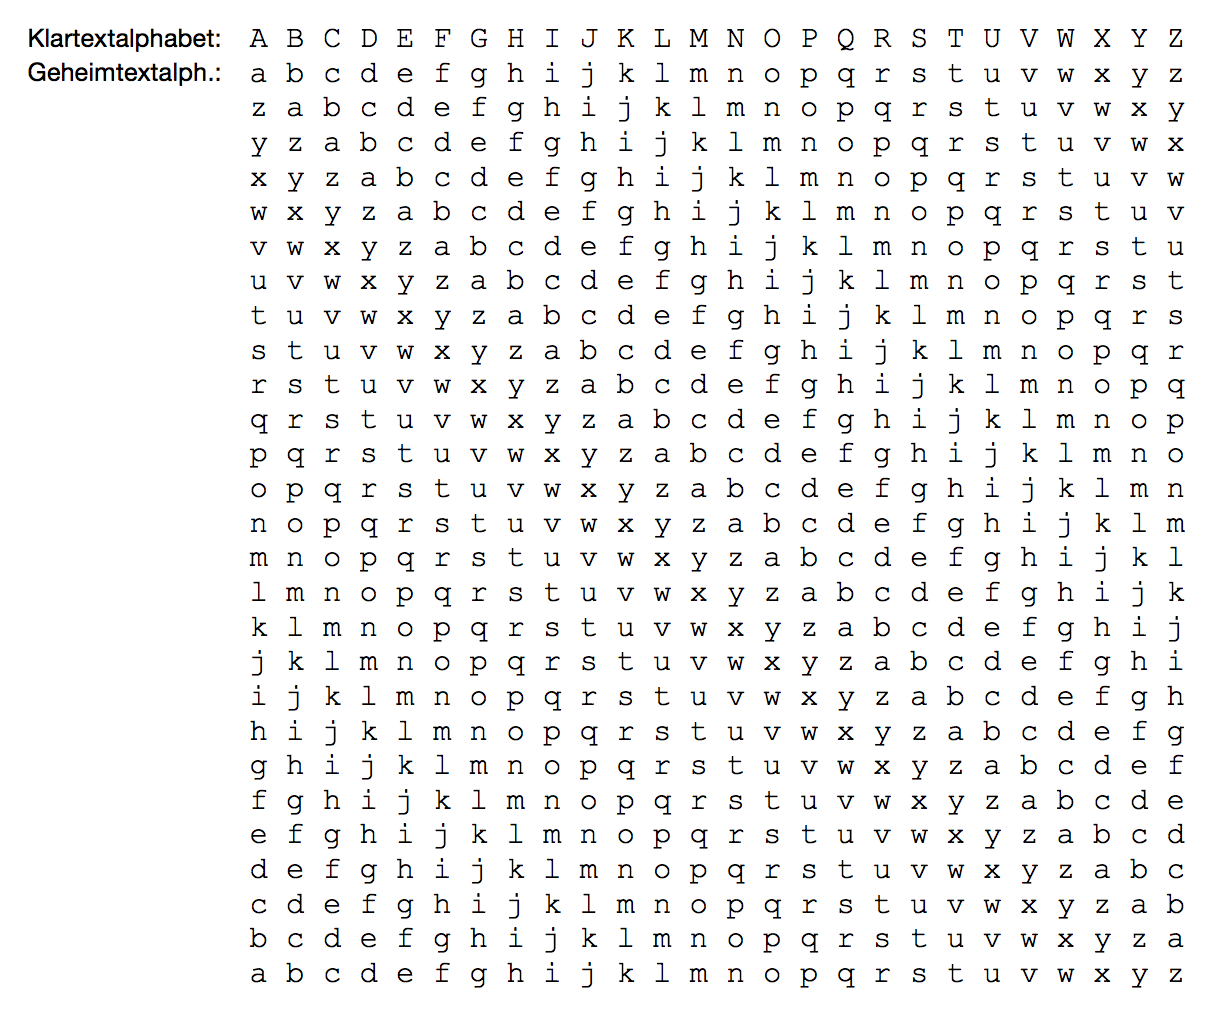 Klartextalphabet: A B C D E F G H I J K L M N O P Q R S T U V W X Y Z
Geheimtextalph.: a b c d e f g h i j k l m n o p q r s t u v w x y z
z a b c d e f g h i j k l m n o p q r s t u v w x y
y z a b c d e f g h i j k l m n o p q r s t u v w x
x y z a b c d e f g h i j k l m n o p q r s t u v w
w x y z a b c d e f g h i j k l m n o p q r s t u v
v w x y z a b c d e f g h i j k l m n o p q r s t u
u v w x y z a b c d e f g h i j k l m n o p q r s t
t u v w x y z a b c d e f g h i j k l m n o p q r s
s t u v w x y z a b c d e f g h i j k l m n o p q r
r s t u v w x y z a b c d e f g h i j k l m n o p q
q r s t u v w x y z a b c d e f g h i j k l m n o p
p q r s t u v w x y z a b c d e f g h i j k l m n o
o p q r s t u v w x y z a b c d e f g h i j k l m n
n o p q r s t u v w x y z a b c d e f g h i j k l m
m n o p q r s t u v w x y z a b c d e f g h i j k l
l m n o p q r s t u v w x y z a b c d e f g h i j k
k l m n o p q r s t u v w x y z a b c d e f g h i j
j k l m n o p q r s t u v w x y z a b c d e f g h i
i j k l m n o p q r s t u v w x y z a b c d e f g h
h i j k l m n o p q r s t u v w x y z a b c d e f g
g h i j k l m n o p q r s t u v w x y z a b c d e f
f g h i j k l m n o p q r s t u v w x y z a b c d e
e f g h i j k l m n o p q r s t u v w x y z a b c d
d e f g h i j k l m n o p q r s t u v w x y z a b c
c d e f g h i j k l m n o p q r s t u v w x y z a b
b c d e f g h i j k l m n o p q r s t u v w x y z a
a b c d e f g h i j k l m n o p q r s t u v w x y z